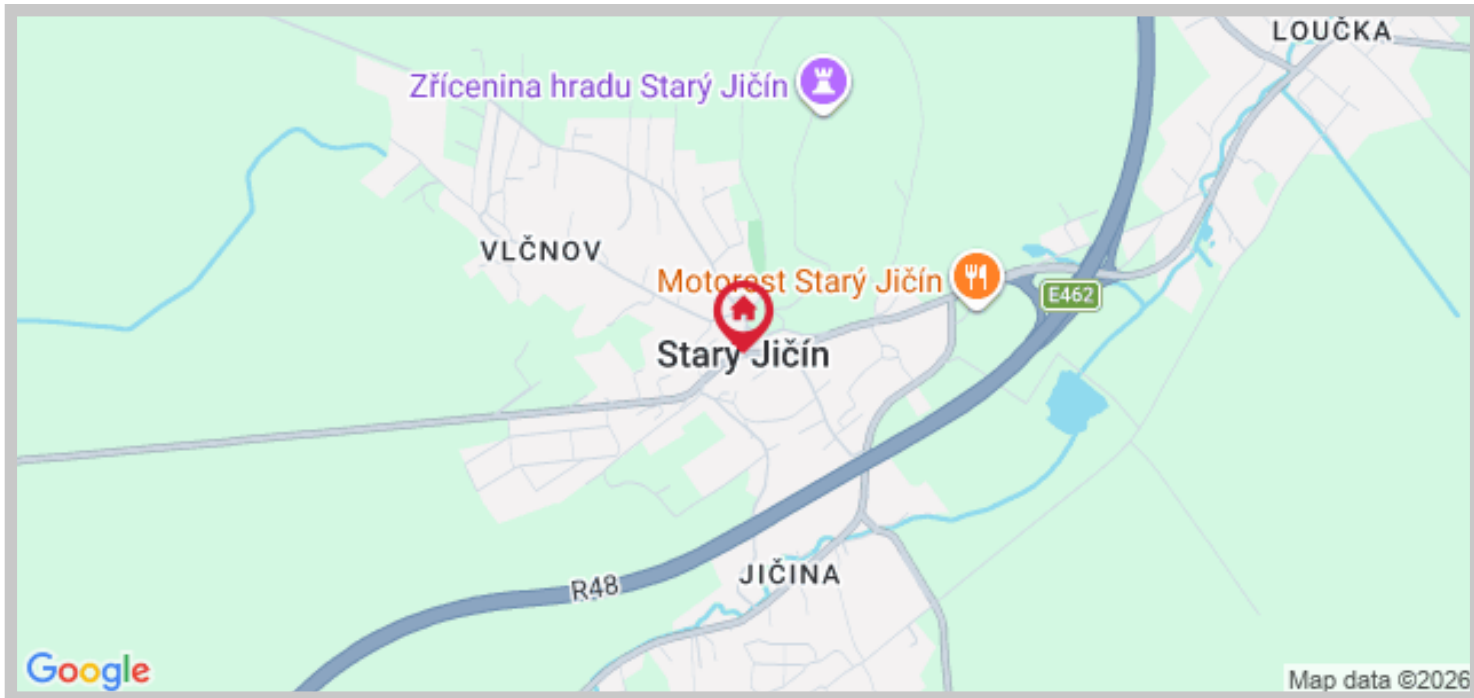 LOUČKA
Zřícenina hradu Starý Jičín
VLČNOV
Motorest Starý Jičín
E462
Starý Jičín
JIČINA
R48
Google
Map data ©2026